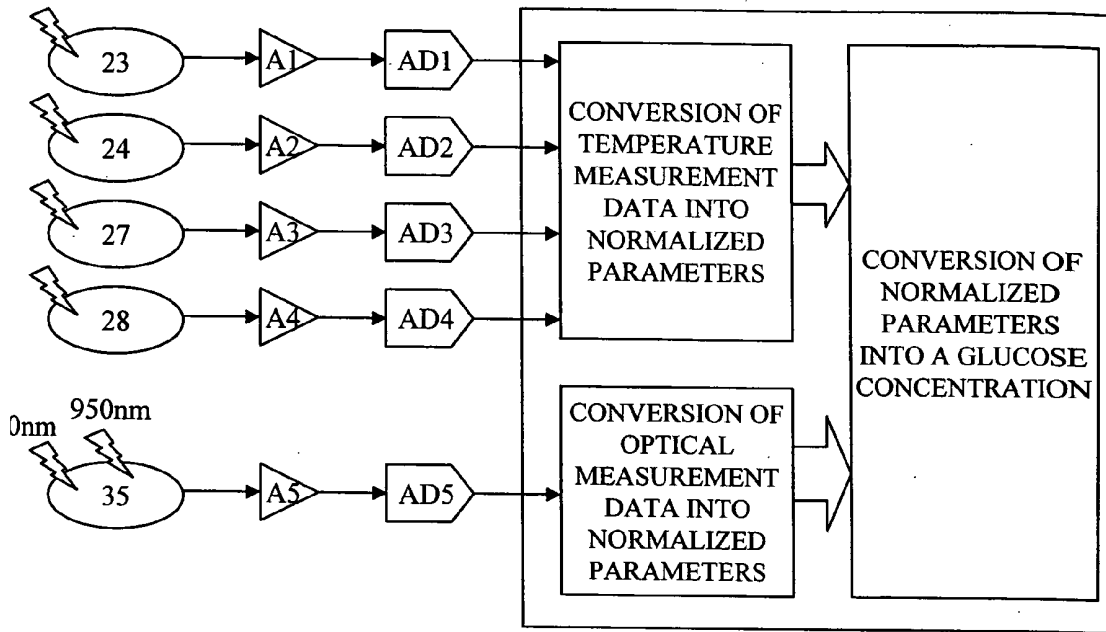 23 A1 AD1
24 A2 AD2
27 A3 AD3
28 A4 AD4
CONVERSION OF
TEMPERATURE
MEASUREMENT
DATA INTO
NORMALIZED
PARAMETERS
CONVERSION OF
NORMALIZED
PARAMETERS
INTO A GLUCOSE
CONCENTRATION
950nm
0nm
35 A5 AD5
CONVERSION OF
OPTICAL
MEASUREMENT
DATA INTO
NORMALIZED
PARAMETERS